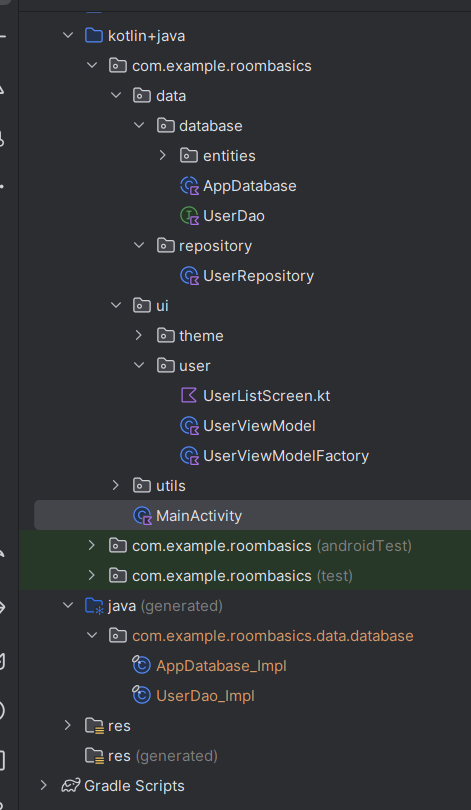 kotlin+java
com.example.roombasics
data
database
entities
AppDatabase
UserDao
repository
UserRepository
ui
theme
user
UserListScreen.kt
UserViewModel
UserViewModelFactory
utils
MainActivity
com.example.roombasics (androidTest)
com.example.roombasics (test)
java (generated)
com.example.roombasics.data.database
AppDatabase_Impl
UserDao_Impl
res
res (generated)
Gradle Scripts